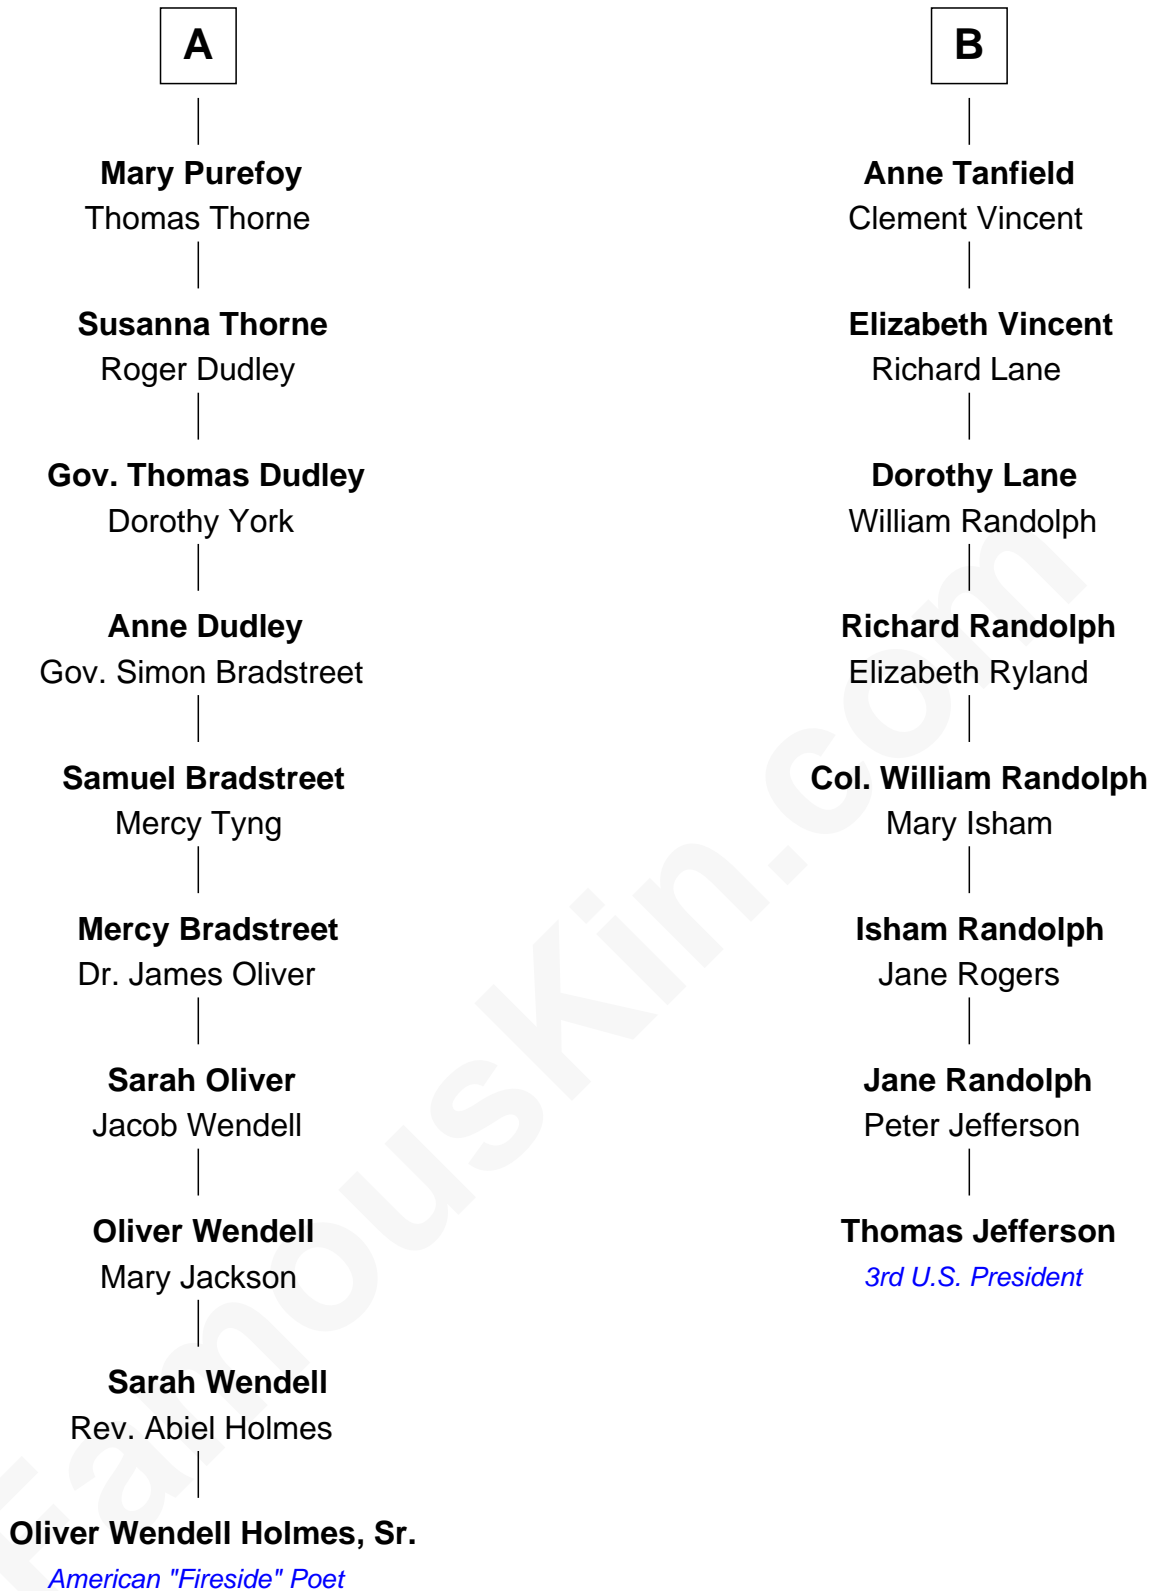 A
Mary Purefoy
Thomas Thorne
Susanna Thorne
Roger Dudley
Gov. Thomas Dudley
Dorothy York
Anne Dudley
Gov. Simon Bradstreet
Samuel Bradstreet
Mercy Tyng
Mercy Bradstreet
Dr. James Oliver
Sarah Oliver
Jacob Wendell
Oliver Wendell
Mary Jackson
Sarah Wendell
Rev. Abiel Holmes
Oliver Wendell Holmes, Sr.
American "Fireside" Poet
B
Anne Tanfield
Clement Vincent
Elizabeth Vincent
Richard Lane
Dorothy Lane
William Randolph
Richard Randolph
Elizabeth Ryland
Col. William Randolph
Mary Isham
Isham Randolph
Jane Rogers
Jane Randolph
Peter Jefferson
Thomas Jefferson
3rd U.S. President
FamousKin.com